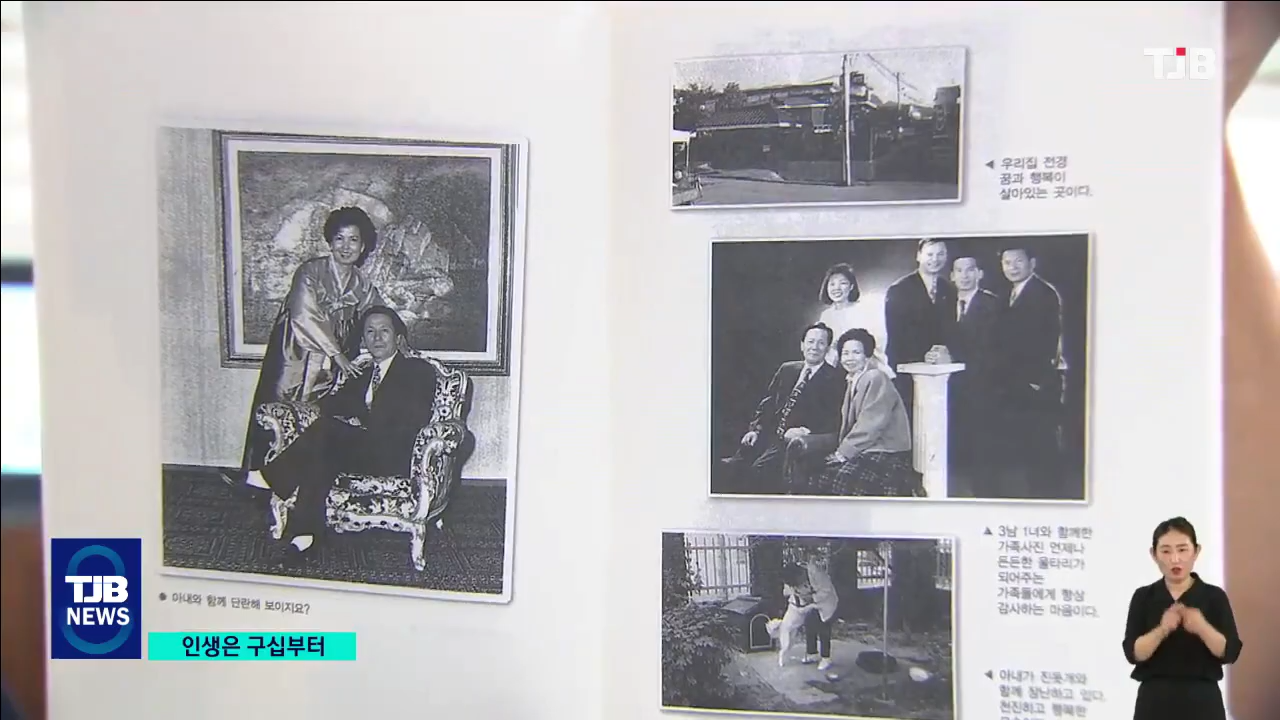 TJB
◀ 우리집 전경
꿈과 행복이
살아있는 곳이다.
● 아내와 함께 단란해 보이지요?
▲ 3남 1녀와 함께한
가족사진 언제나
든든한 울타리가
되어주는
가족들에게 항상
감사하는 마음이다.
◀ 아내가 진돗개와
함께 장난하고 있다.
천진하고 행복한
8
TJB
NEWS
인생은 구십부터